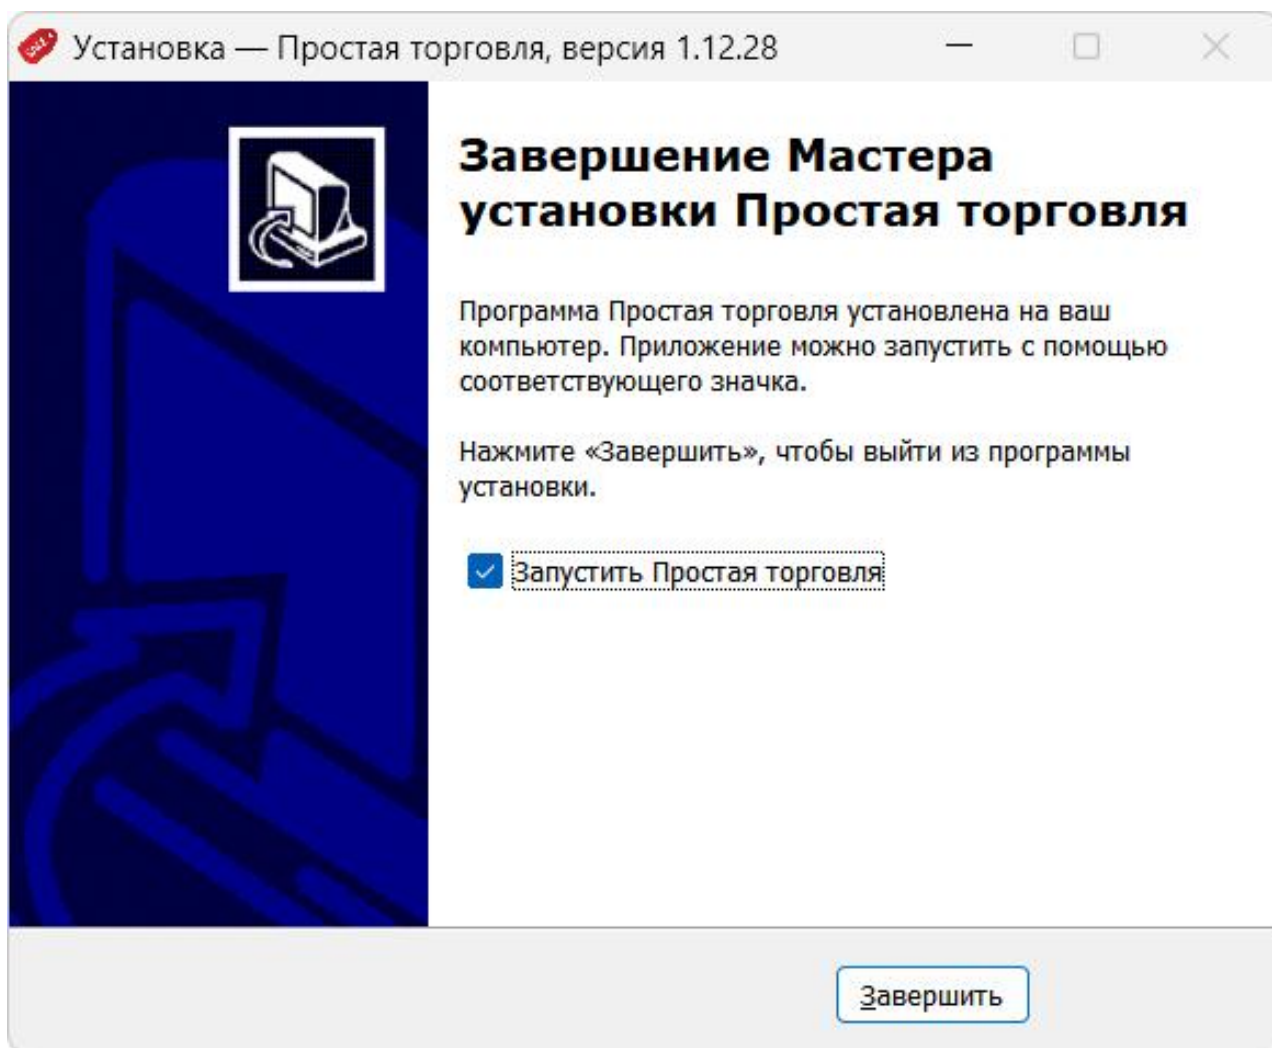 Установка — Простая торговля, версия 1.12.28
Завершение Мастера
установки Простая торговля
Программа Простая торговля установлена на ваш
компьютер. Приложение можно запустить с помощью
соответствующего значка.
Нажмите «Завершить», чтобы выйти из программы
установки.
Запустить Простая торговля
Завершить